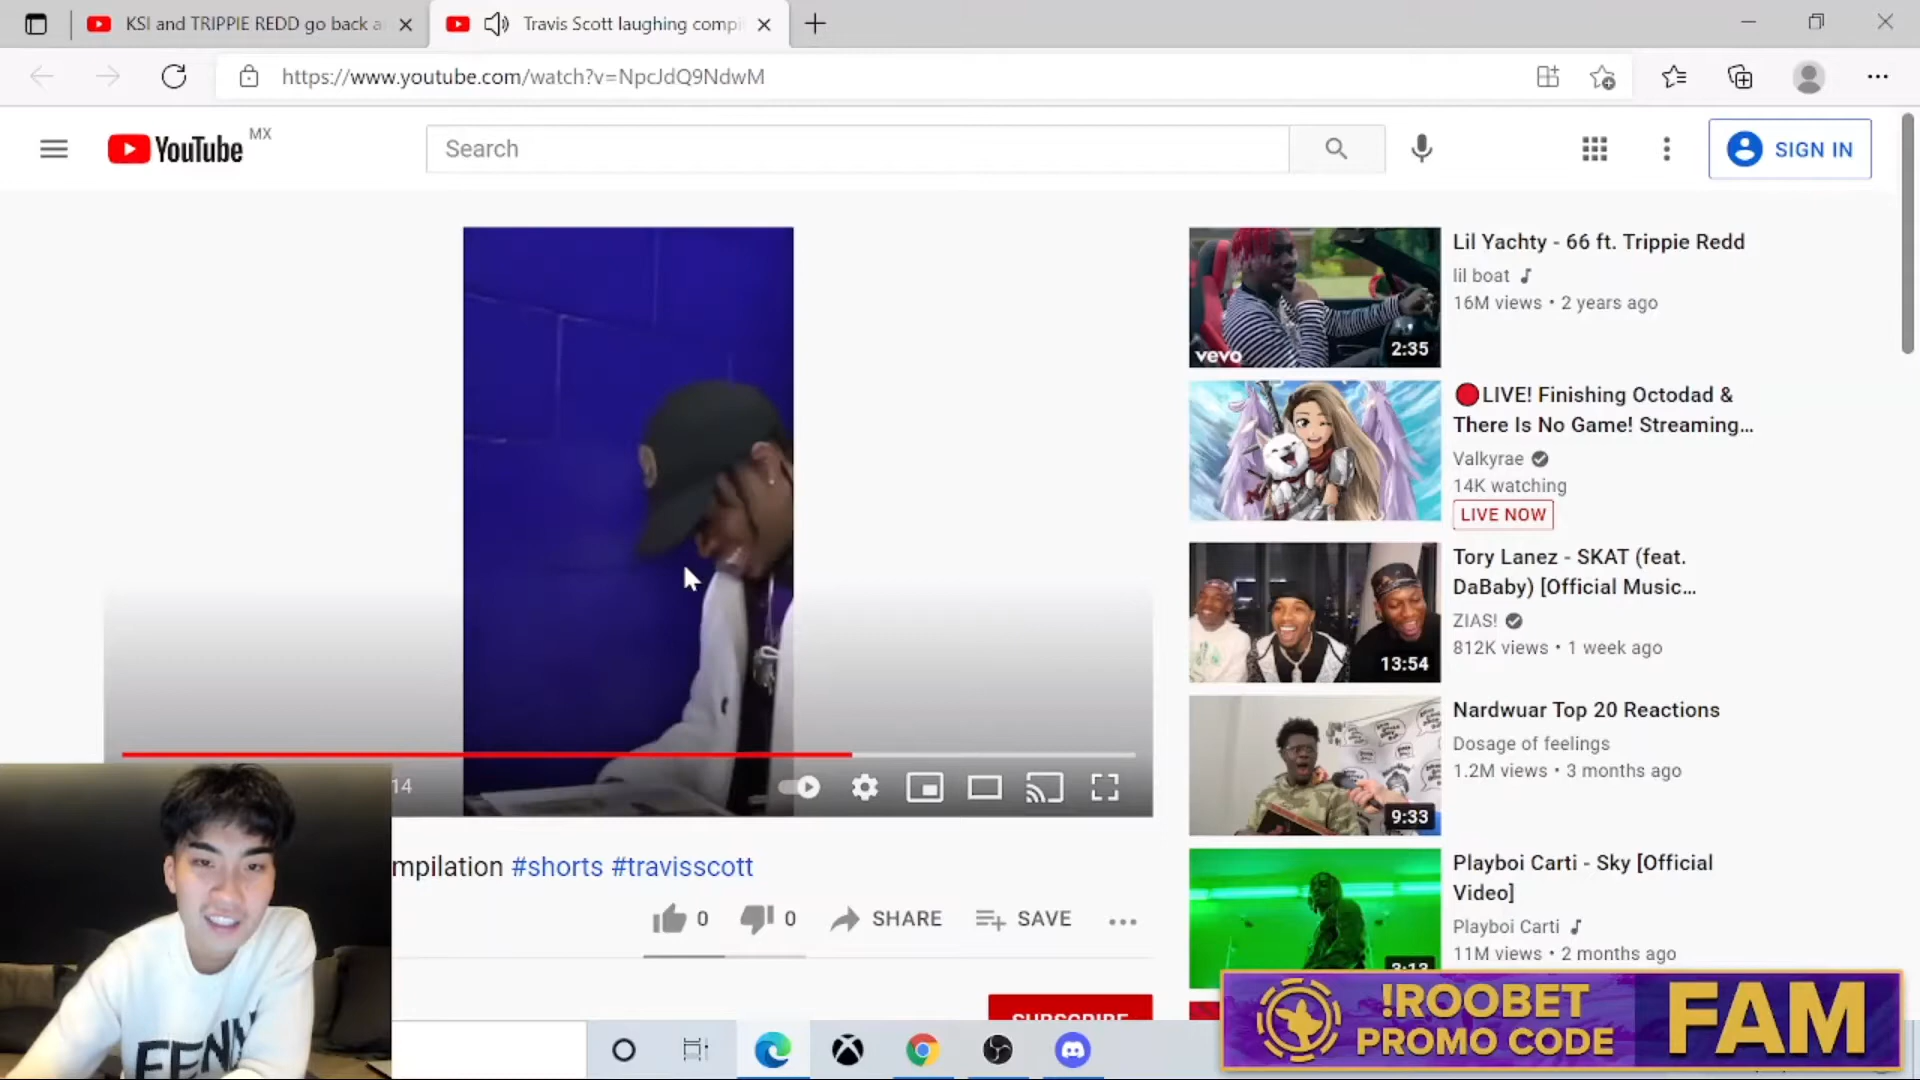 KSI and TRIPPIE REDD go back a
Travis Scott laughing compi
https://www.youtube.com/watch?v=NpcJdQ9NdwM
YouTube MX
Search
SIGN IN
Lil Yachty - 66 ft. Trippie Redd
lil boat
16M views • 2 years ago
vevo
2:35
LIVE! Finishing Octodad &
There Is No Game! Streaming...
Valkyrae
14K watching
LIVE NOW
Tory Lanez - SKAT (feat.
DaBaby) [Official Music...
ZIAS!
812K views • 1 week ago
13:54
Nardwuar Top 20 Reactions
Dosage of feelings
1.2M views • 3 months ago
9:33
Playboi Carti - Sky [Official
Video]
Playboi Carti
11M views • 2 months ago
3:13
14
mpilation #shorts #travisscott
0
0
SHARE
SAVE
SUBSCRIBE
!ROOBET
PROMO CODE
FAM